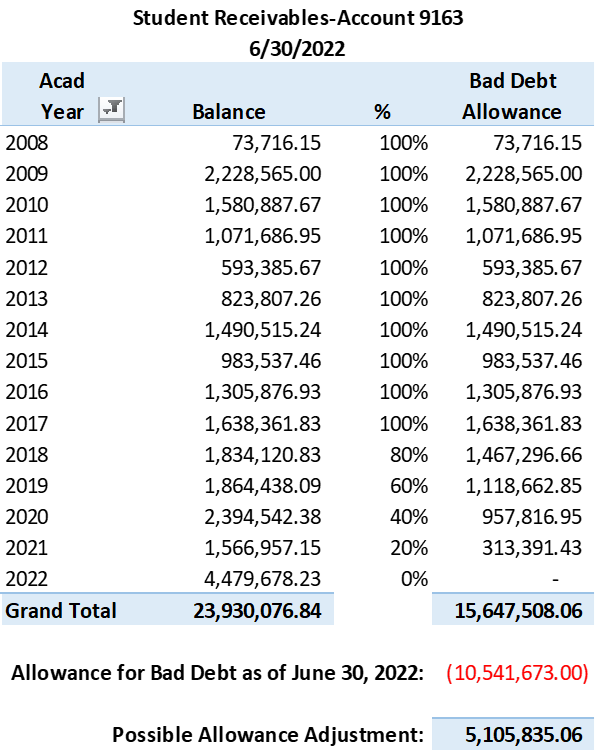 Student Receivables-Account 9163
6/30/2022
Acad Bad Debt
Year Balance % Allowance
2008 73,716.15 100% 73,716.15
2009 2,228,565.00 100% 2,228,565.00
2010 1,580,887.67 100% 1,580,887.67
2011 1,071,686.95 100% 1,071,686.95
2012 593,385.67 100% 593,385.67
2013 823,807.26 100% 823,807.26
2014 1,490,515.24 100% 1,490,515.24
2015 983,537.46 100% 983,537.46
2016 1,305,876.93 100% 1,305,876.93
2017 1,638,361.83 100% 1,638,361.83
2018 1,834,120.83 80% 1,467,296.66
2019 1,864,438.09 60% 1,118,662.85
2020 2,394,542.38 40% 957,816.95
2021 1,566,957.15 20% 313,391.43
2022 4,479,678.23 0% -
Grand Total 23,930,076.84 15,647,508.06
Allowance for Bad Debt as of June 30, 2022: (10,541,673.00)
Possible Allowance Adjustment: 5,105,835.06